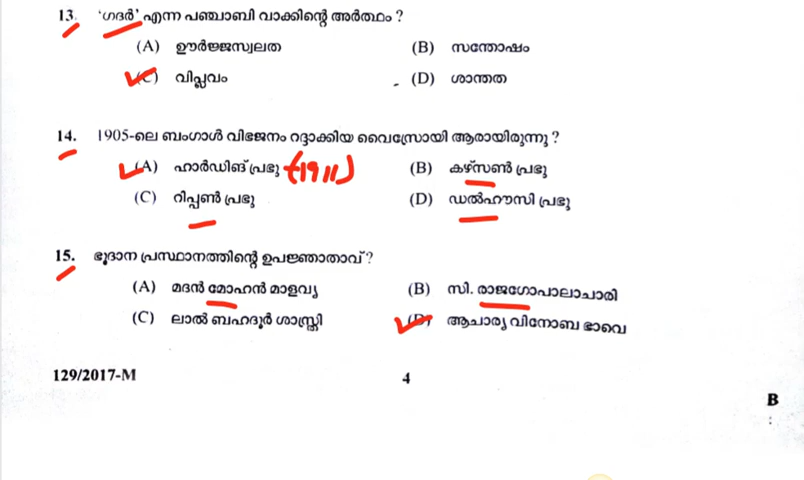 13. 'ഗദർ' എന്ന പഞ്ചാബി വാക്കിന്റെ അർത്ഥം ?
(A) ഊർജ്ജസ്വലത (B) സന്തോഷം
(C) വിപ്ലവം (D) ശാന്തത
14. 1905-ലെ ബംഗാൾ വിഭജനം റദ്ദാക്കിയ വൈസ്രോയി ആരായിരുന്നു ?
(A) ഹാർഡിങ് പ്രഭു (1911) (B) കഴ്സൺ പ്രഭു
(C) റിപ്പൺ പ്രഭു (D) ഡൽഹൗസി പ്രഭു
15. ഭൂദാന പ്രസ്ഥാനത്തിന്റെ ഉപജ്ഞാതാവ് ?
(A) മദൻ മോഹൻ മാളവ്യ (B) സി. രാജഗോപാലാചാരി
(C) ലാൽ ബഹദൂർ ശാസ്ത്രി (D) ആചാര്യ വിനോബ ഭാവെ
129/2017-M 4
B